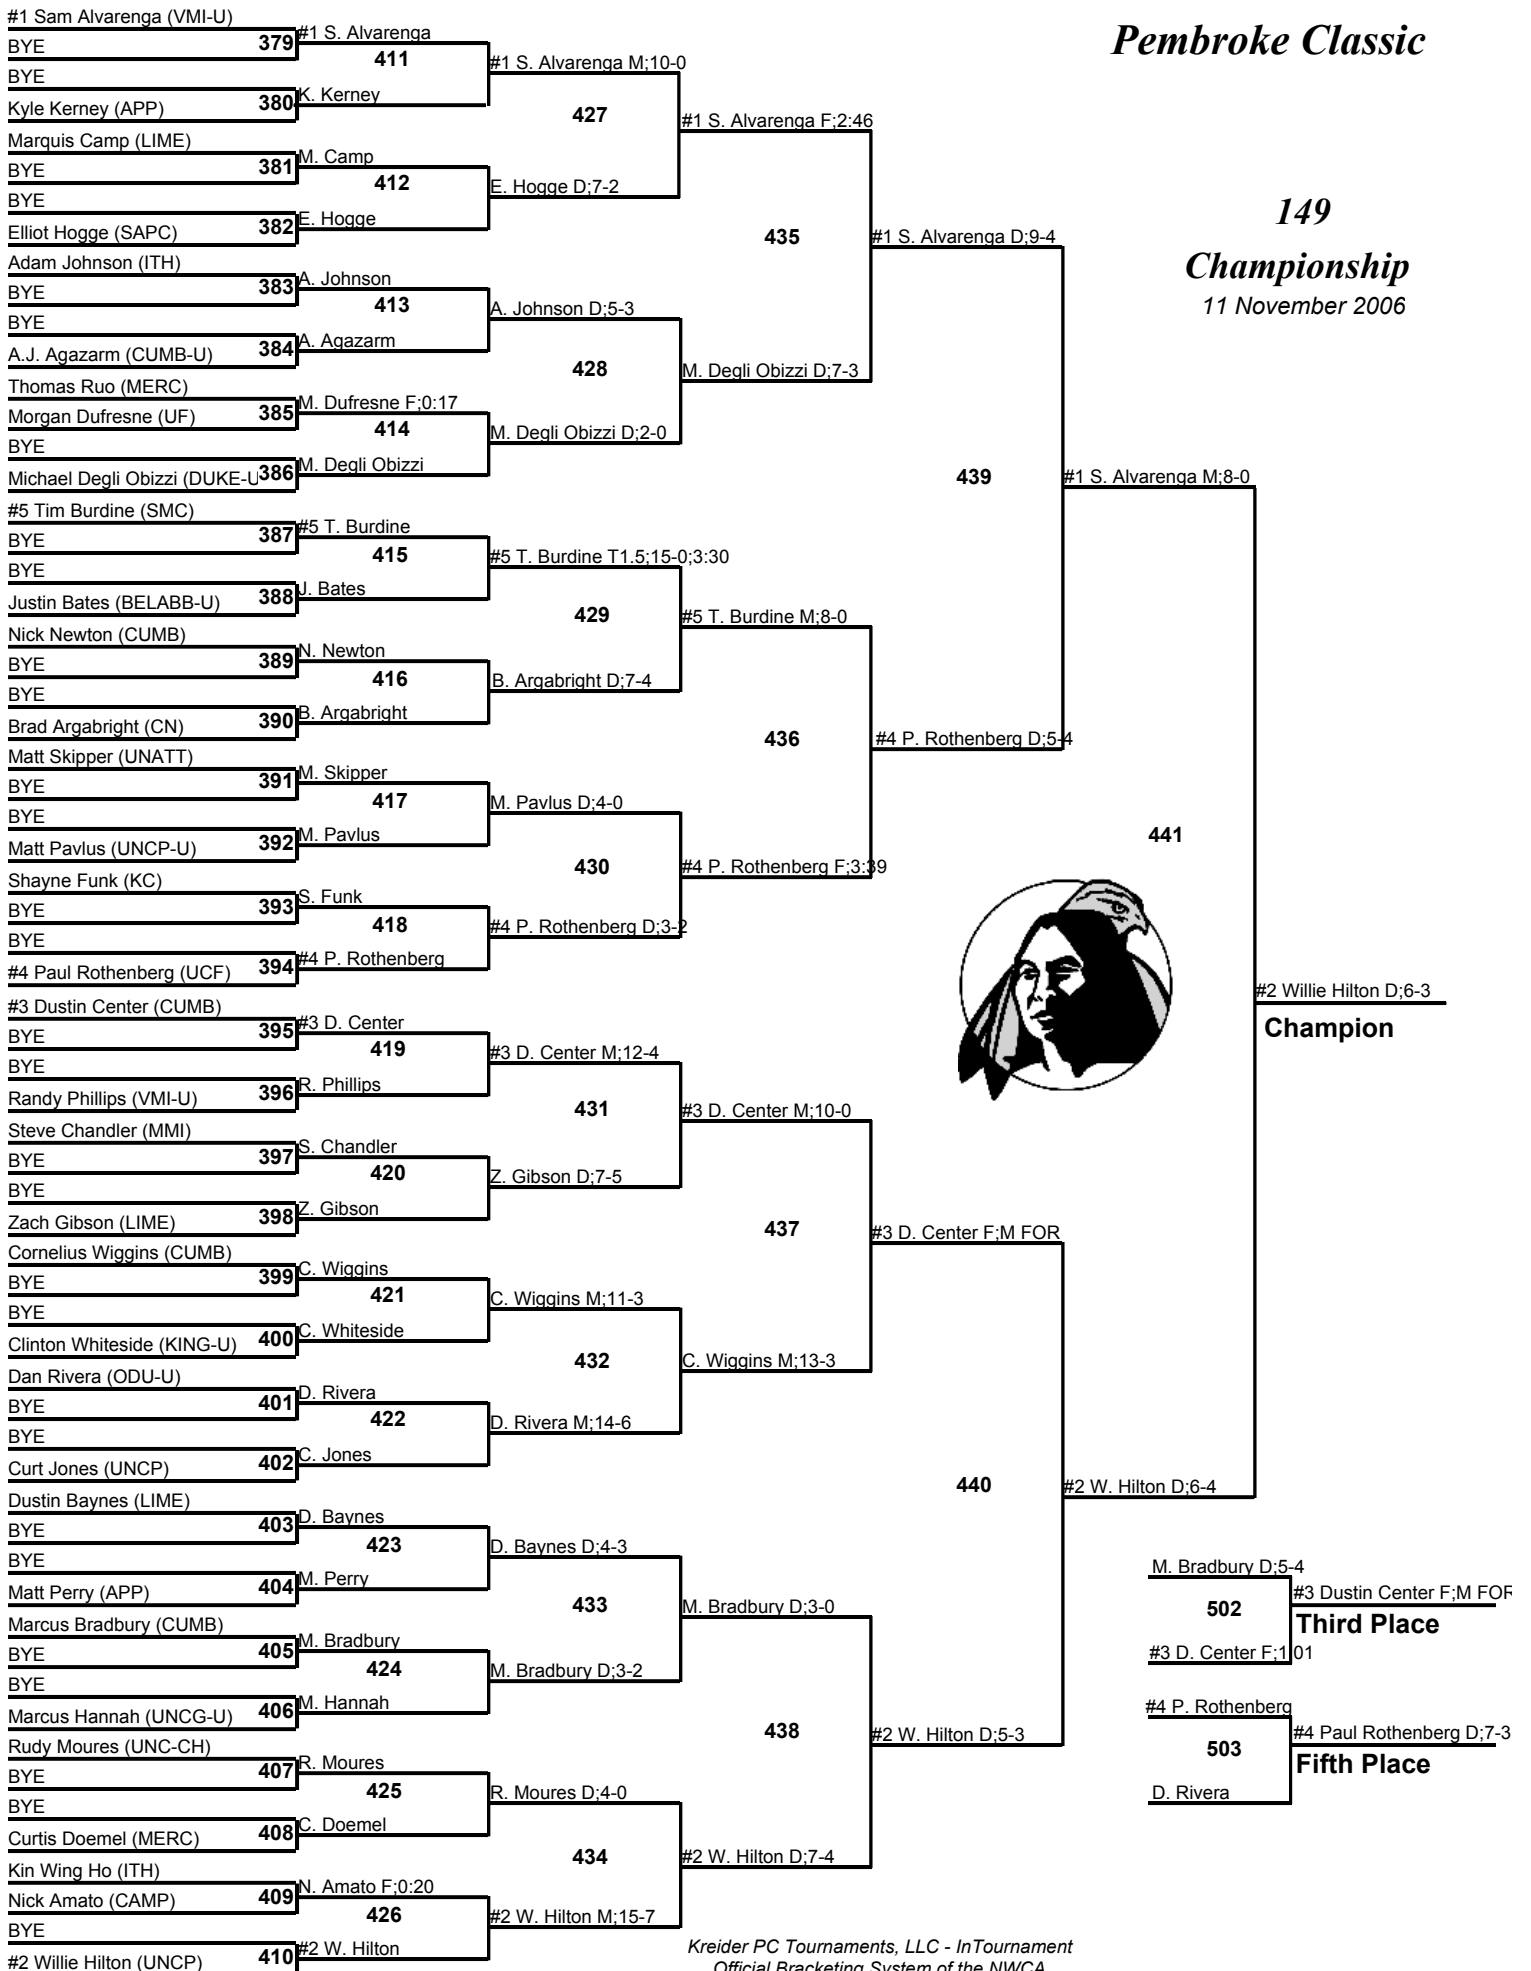 Pembroke Classic
149
Championship
11 November 2006
#1 Sam Alvarenga (VMI-U)
BYE
379
BYE
Kyle Kerney (APP)
380
Marquis Camp (LIME)
BYE
381
BYE
Elliot Hogge (SAPC)
382
Adam Johnson (ITH)
BYE
383
BYE
A.J. Agazarm (CUMB-U)
384
Thomas Ruo (MERC)
Morgan Dufresne (UF)
385
BYE
Michael Degli Obizzi (DUKE-U
386
#5 Tim Burdine (SMC)
BYE
387
BYE
Justin Bates (BELABB-U)
388
Nick Newton (CUMB)
BYE
389
BYE
Brad Argabright (CN)
390
Matt Skipper (UNATT)
BYE
391
BYE
Matt Pavlus (UNCP-U)
392
Shayne Funk (KC)
BYE
393
BYE
#4 Paul Rothenberg (UCF)
394
#3 Dustin Center (CUMB)
BYE
395
BYE
Randy Phillips (VMI-U)
396
Steve Chandler (MMI)
BYE
397
BYE
Zach Gibson (LIME)
398
Cornelius Wiggins (CUMB)
BYE
399
BYE
Clinton Whiteside (KING-U)
400
Dan Rivera (ODU-U)
BYE
401
BYE
Curt Jones (UNCP)
402
Dustin Baynes (LIME)
BYE
403
BYE
Matt Perry (APP)
404
Marcus Bradbury (CUMB)
BYE
405
BYE
Marcus Hannah (UNCG-U)
406
Rudy Moures (UNC-CH)
BYE
407
BYE
Curtis Doemel (MERC)
408
Kin Wing Ho (ITH)
Nick Amato (CAMP)
409
BYE
#2 Willie Hilton (UNCP)
410
#1 S. Alvarenga
411
K. Kerney
M. Camp
412
E. Hogge
A. Johnson
413
A. Agazarm
M. Dufresne F;0:17
414
M. Degli Obizzi
#5 T. Burdine
415
J. Bates
N. Newton
416
B. Argabright
M. Skipper
417
M. Pavlus
S. Funk
418
#4 P. Rothenberg
#3 D. Center
419
R. Phillips
S. Chandler
420
Z. Gibson
C. Wiggins
421
C. Whiteside
D. Rivera
422
C. Jones
D. Baynes
423
M. Perry
M. Bradbury
424
M. Hannah
R. Moures
425
C. Doemel
N. Amato F;0:20
426
#2 W. Hilton
#1 S. Alvarenga M;10-0
427
E. Hogge D;7-2
A. Johnson D;5-3
428
M. Degli Obizzi D;2-0
#5 T. Burdine T1.5;15-0;3:30
429
B. Argabright D;7-4
M. Pavlus D;4-0
430
#4 P. Rothenberg D;3-2
#3 D. Center M;12-4
431
Z. Gibson D;7-5
C. Wiggins M;11-3
432
D. Rivera M;14-6
D. Baynes D;4-3
433
M. Bradbury D;3-2
R. Moures D;4-0
434
#2 W. Hilton M;15-7
#1 S. Alvarenga F;2:46
435
M. Degli Obizzi D;7-3
#5 T. Burdine M;8-0
436
#4 P. Rothenberg F;3:39
#3 D. Center M;10-0
437
C. Wiggins M;13-3
M. Bradbury D;3-0
438
#2 W. Hilton D;7-4
#1 S. Alvarenga D;9-4
439
#4 P. Rothenberg D;5-4
#3 D. Center F;M FOR
440
#2 W. Hilton D;5-3
#1 S. Alvarenga M;8-0
441
#2 W. Hilton D;6-4
#2 Willie Hilton D;6-3
Champion
M. Bradbury D;5-4
502
#3 D. Center F;1:01
#3 Dustin Center F;M FOR
Third Place
#4 P. Rothenberg
503
D. Rivera
#4 Paul Rothenberg D;7-3
Fifth Place
Kreider PC Tournaments, LLC - InTournament
Official Bracketing System of the NWCA